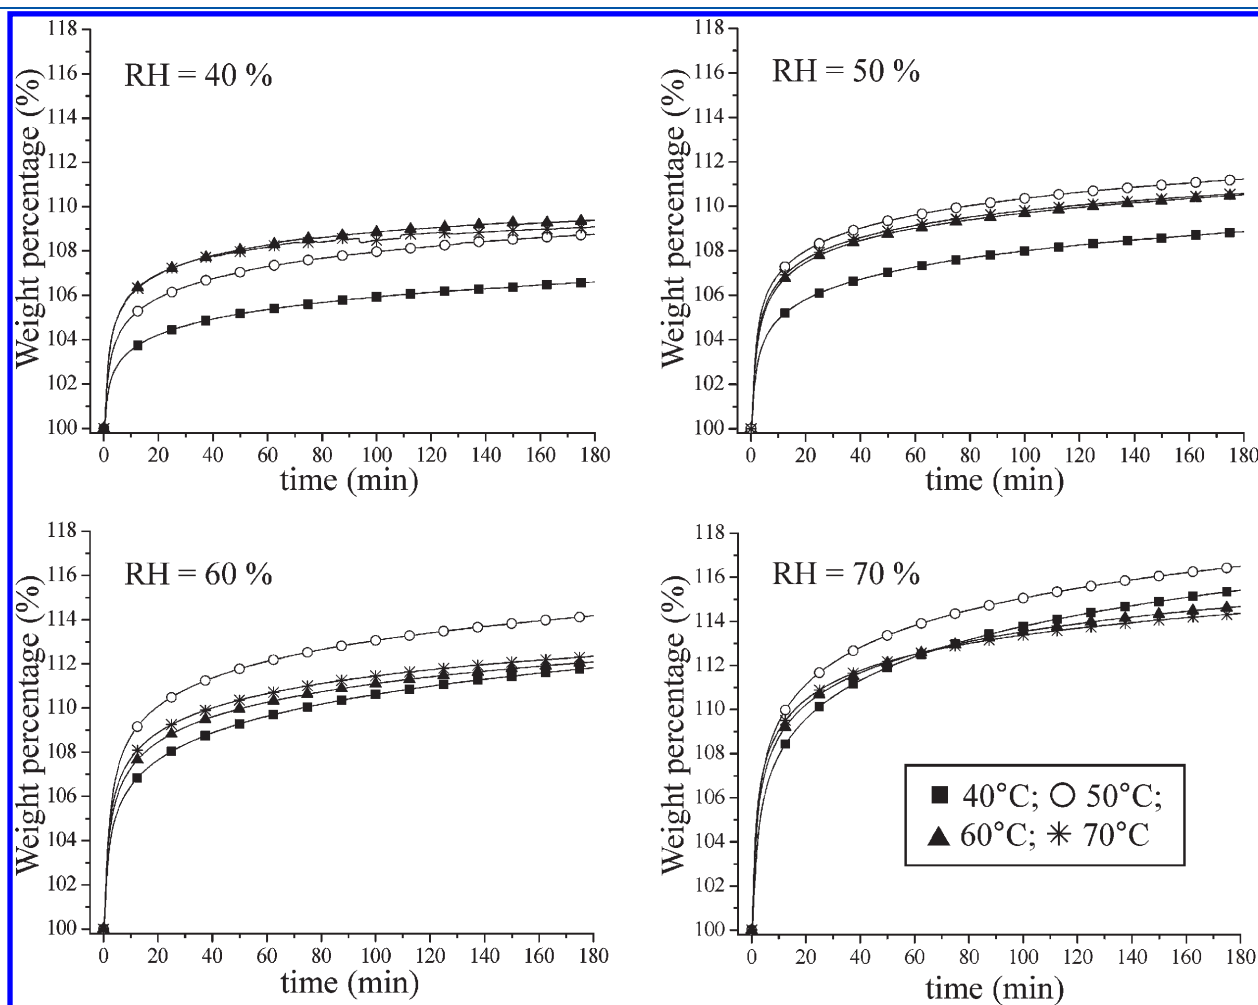 RH = 40 %
Weight percentage (%)
118
116
114
112
110
108
106
104
102
100
0 20 40 60 80 100 120 140 160 180
time (min)
RH = 50 %
Weight percentage (%)
118
116
114
112
110
108
106
104
102
100
0 20 40 60 80 100 120 140 160 180
time (min)
RH = 60 %
Weight percentage (%)
118
116
114
112
110
108
106
104
102
100
0 20 40 60 80 100 120 140 160 180
time (min)
RH = 70 %
Weight percentage (%)
118
116
114
112
110
108
106
104
102
100
0 20 40 60 80 100 120 140 160 180
time (min)
■ 40°C; ○ 50°C;
▲ 60°C; ✳ 70°C